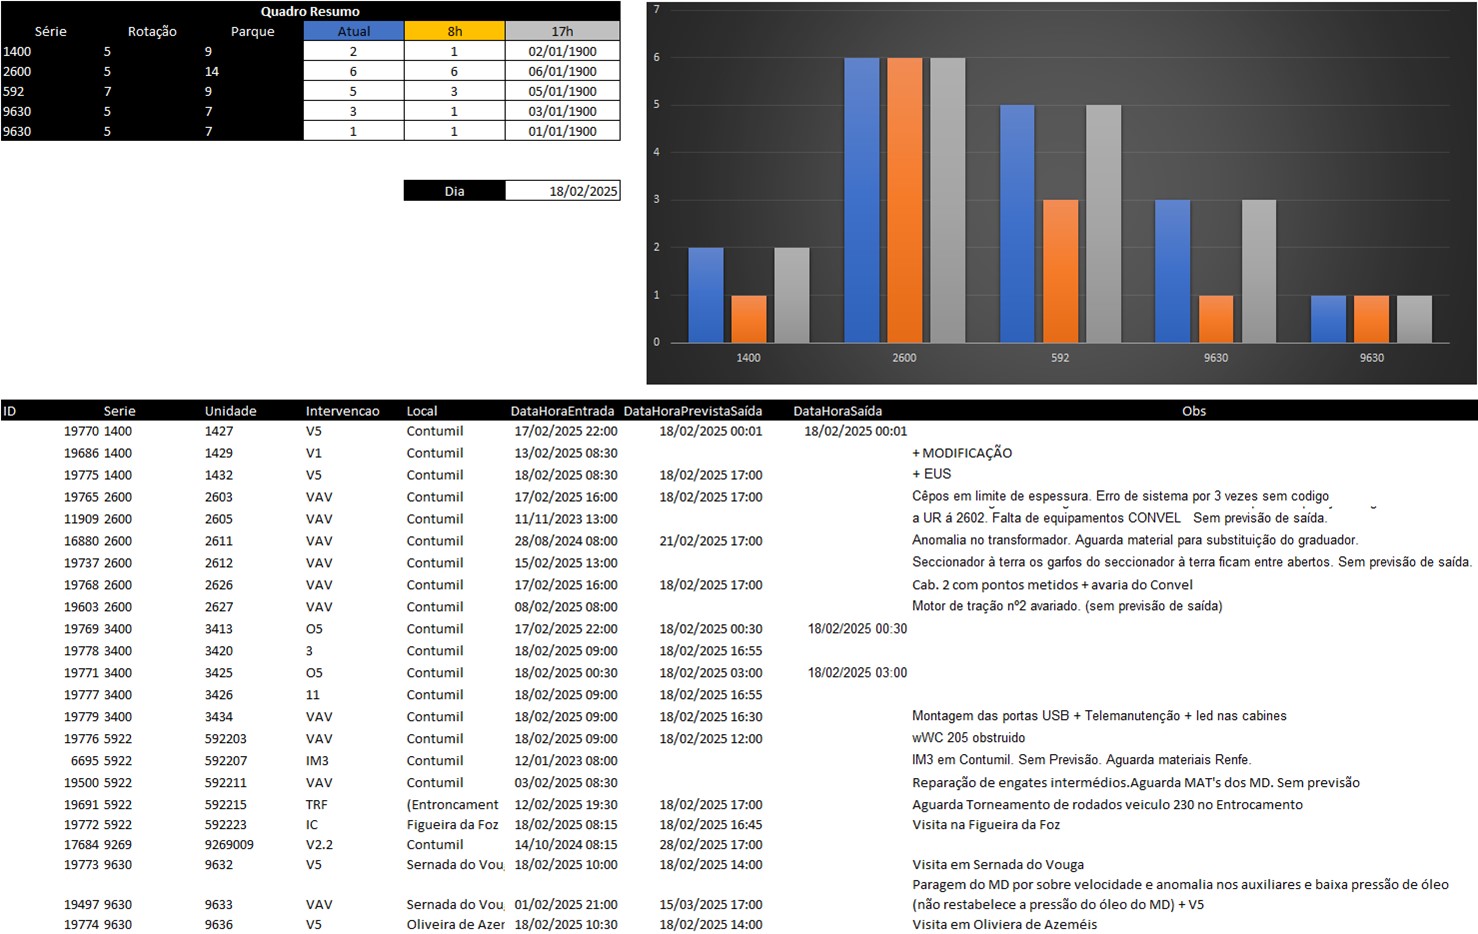 Quadro Resumo
Série Rotação Parque Atual 8h 17h
1400 5 9 2 1 02/01/1900
2600 5 14 6 6 06/01/1900
592 7 9 5 3 05/01/1900
9630 5 7 3 1 03/01/1900
9630 5 7 1 1 01/01/1900
Dia 18/02/2025
7
6
5
4
3
2
1
0
1400 2600 592 9630 9630
ID Serie Unidade Intervencao Local DataHoraEntrada DataHoraPrevistaSaída DataHoraSaída Obs
19770 1400 1427 V5 Contumil 17/02/2025 22:00 18/02/2025 00:01 18/02/2025 00:01
19686 1400 1429 V1 Contumil 13/02/2025 08:30 + MODIFICAÇÃO
19775 1400 1432 V5 Contumil 18/02/2025 08:30 18/02/2025 17:00 + EUS
19765 2600 2603 VAV Contumil 17/02/2025 16:00 18/02/2025 17:00 Cêpos em limite de espessura. Erro de sistema por 3 vezes sem codigo
11909 2600 2605 VAV Contumil 11/11/2023 13:00 a UR á 2602. Falta de equipamentos CONVEL Sem previsão de saída.
16880 2600 2611 VAV Contumil 28/08/2024 08:00 21/02/2025 17:00 Anomalia no transformador. Aguarda material para substituição do graduador.
19737 2600 2612 VAV Contumil 15/02/2025 13:00 Seccionador à terra os garfos do seccionador à terra ficam entre abertos. Sem previsão de saída.
19768 2600 2626 VAV Contumil 17/02/2025 16:00 18/02/2025 17:00 Cab. 2 com pontos metidos + avaria do Convel
19603 2600 2627 VAV Contumil 08/02/2025 08:00 Motor de tração nº2 avariado. (sem previsão de saída)
19769 3400 3413 O5 Contumil 17/02/2025 22:00 18/02/2025 00:30 18/02/2025 00:30
19778 3400 3420 3 Contumil 18/02/2025 09:00 18/02/2025 16:55
19771 3400 3425 O5 Contumil 18/02/2025 00:30 18/02/2025 03:00 18/02/2025 03:00
19777 3400 3426 11 Contumil 18/02/2025 09:00 18/02/2025 16:55
19779 3400 3434 VAV Contumil 18/02/2025 09:00 18/02/2025 16:30 Montagem das portas USB + Telemanutenção + led nas cabines
19776 5922 592203 VAV Contumil 18/02/2025 09:00 18/02/2025 12:00 wWC 205 obstruido
6695 5922 592207 IM3 Contumil 12/01/2023 08:00 IM3 em Contumil. Sem Previsão. Aguarda materiais Renfe.
19500 5922 592211 VAV Contumil 03/02/2025 08:30 Reparação de engates intermédios.Aguarda MAT's dos MD. Sem previsão
19691 5922 592215 TRF (Entroncament 12/02/2025 19:30 18/02/2025 17:00 Aguarda Torneamento de rodados veiculo 230 no Entrocamento
19772 5922 592223 IC Figueira da Foz 18/02/2025 08:15 18/02/2025 16:45 Visita na Figueira da Foz
17684 9269 9269009 V2.2 Contumil 14/10/2024 08:15 28/02/2025 17:00
19773 9630 9632 V5 Sernada do Voug 18/02/2025 10:00 18/02/2025 14:00 Visita em Sernada do Vouga
Paragem do MD por sobre velocidade e anomalia nos auxiliares e baixa pressão de óleo
19497 9630 9633 VAV Sernada do Voug 01/02/2025 21:00 15/03/2025 17:00 (não restabelece a pressão do óleo do MD) + V5
19774 9630 9636 V5 Oliveira de Azer 18/02/2025 10:30 18/02/2025 14:00 Visita em Oliviera de Azeméis